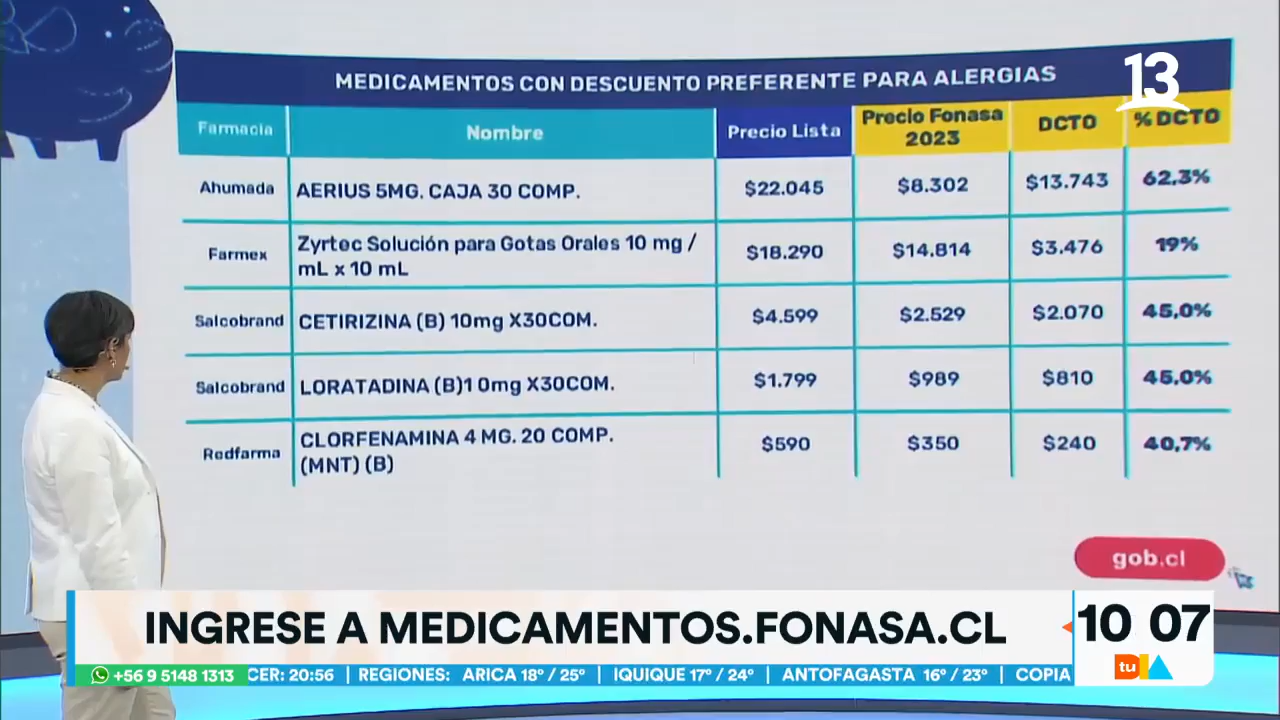 13
MEDICAMENTOS CON DESCUENTO PREFERENTE PARA ALERGIAS
Farmacia Nombre Precio Lista Precio Fonasa 2023 DCTO % DCTO
Ahumada AERIUS 5MG. CAJA 30 COMP. $22.045 $8.302 $13.743 62,3%
Farmex Zyrtec Solución para Gotas Orales 10 mg /
mL x 10 mL $18.290 $14.814 $3.476 19%
Salcobrand CETIRIZINA (B) 10mg X30COM. $4.599 $2.529 $2.070 45,0%
Salcobrand LORATADINA (B)1 0mg X30COM. $1.799 $989 $810 45,0%
Redfarma CLORFENAMINA 4 MG. 20 COMP.
(MNT) (B) $590 $350 $240 40,7%
gob.cl
INGRESE A MEDICAMENTOS.FONASA.CL
10 07
tu DÍA
+56 9 5148 1313 CER: 20:56 | REGIONES: ARICA 18° / 25° | IQUIQUE 17° / 24° | ANTOFAGASTA 16° / 23° | COPIA